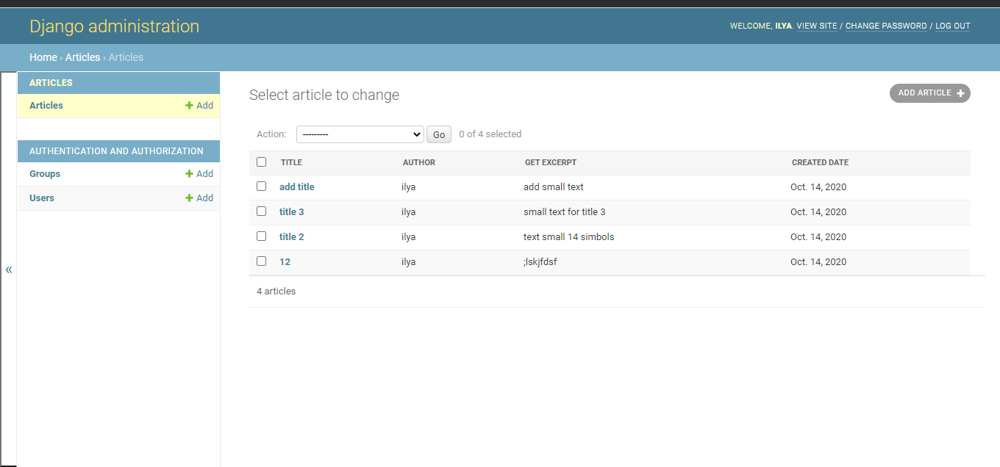 Django administration
WELCOME, ILYA. VIEW SITE / CHANGE PASSWORD / LOG OUT
Home › Articles › Articles
ARTICLES
Articles + Add
AUTHENTICATION AND AUTHORIZATION
Groups + Add
Users + Add
«
Select article to change
ADD ARTICLE +
Action: --------- Go 0 of 4 selected
TITLE AUTHOR GET EXCERPT CREATED DATE
add title ilya add small text Oct. 14, 2020
title 3 ilya small text for title 3 Oct. 14, 2020
title 2 ilya text small 14 simbols Oct. 14, 2020
12 ilya ;lskjfdsf Oct. 14, 2020
4 articles